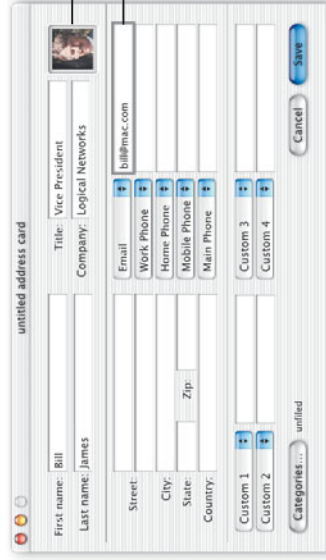 untitled address card
First name: Bill Title: Vice President
Last name: James Company: Logical Networks
Street: Email bill@mac.com
Work Phone
City: Home Phone
State: Zip: Mobile Phone
Country: Main Phone
Custom 1 Custom 3
Custom 2 Custom 4
Categories... unfiled Cancel Save